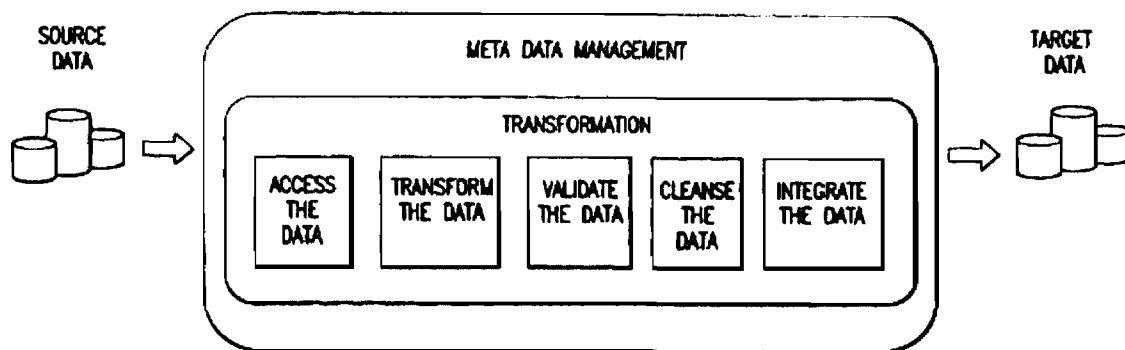 SOURCE
DATA
META DATA MANAGEMENT
TARGET
DATA
TRANSFORMATION
ACCESS
THE
DATA
TRANSFORM
THE DATA
VALIDATE
THE DATA
CLEANSE
THE
DATA
INTEGRATE
THE DATA